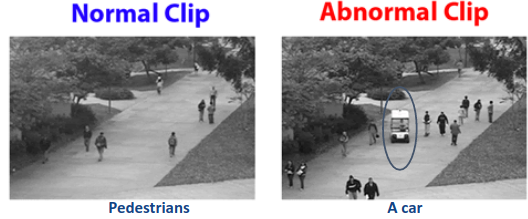 Normal Clip
Abnormal Clip
Pedestrians
A car